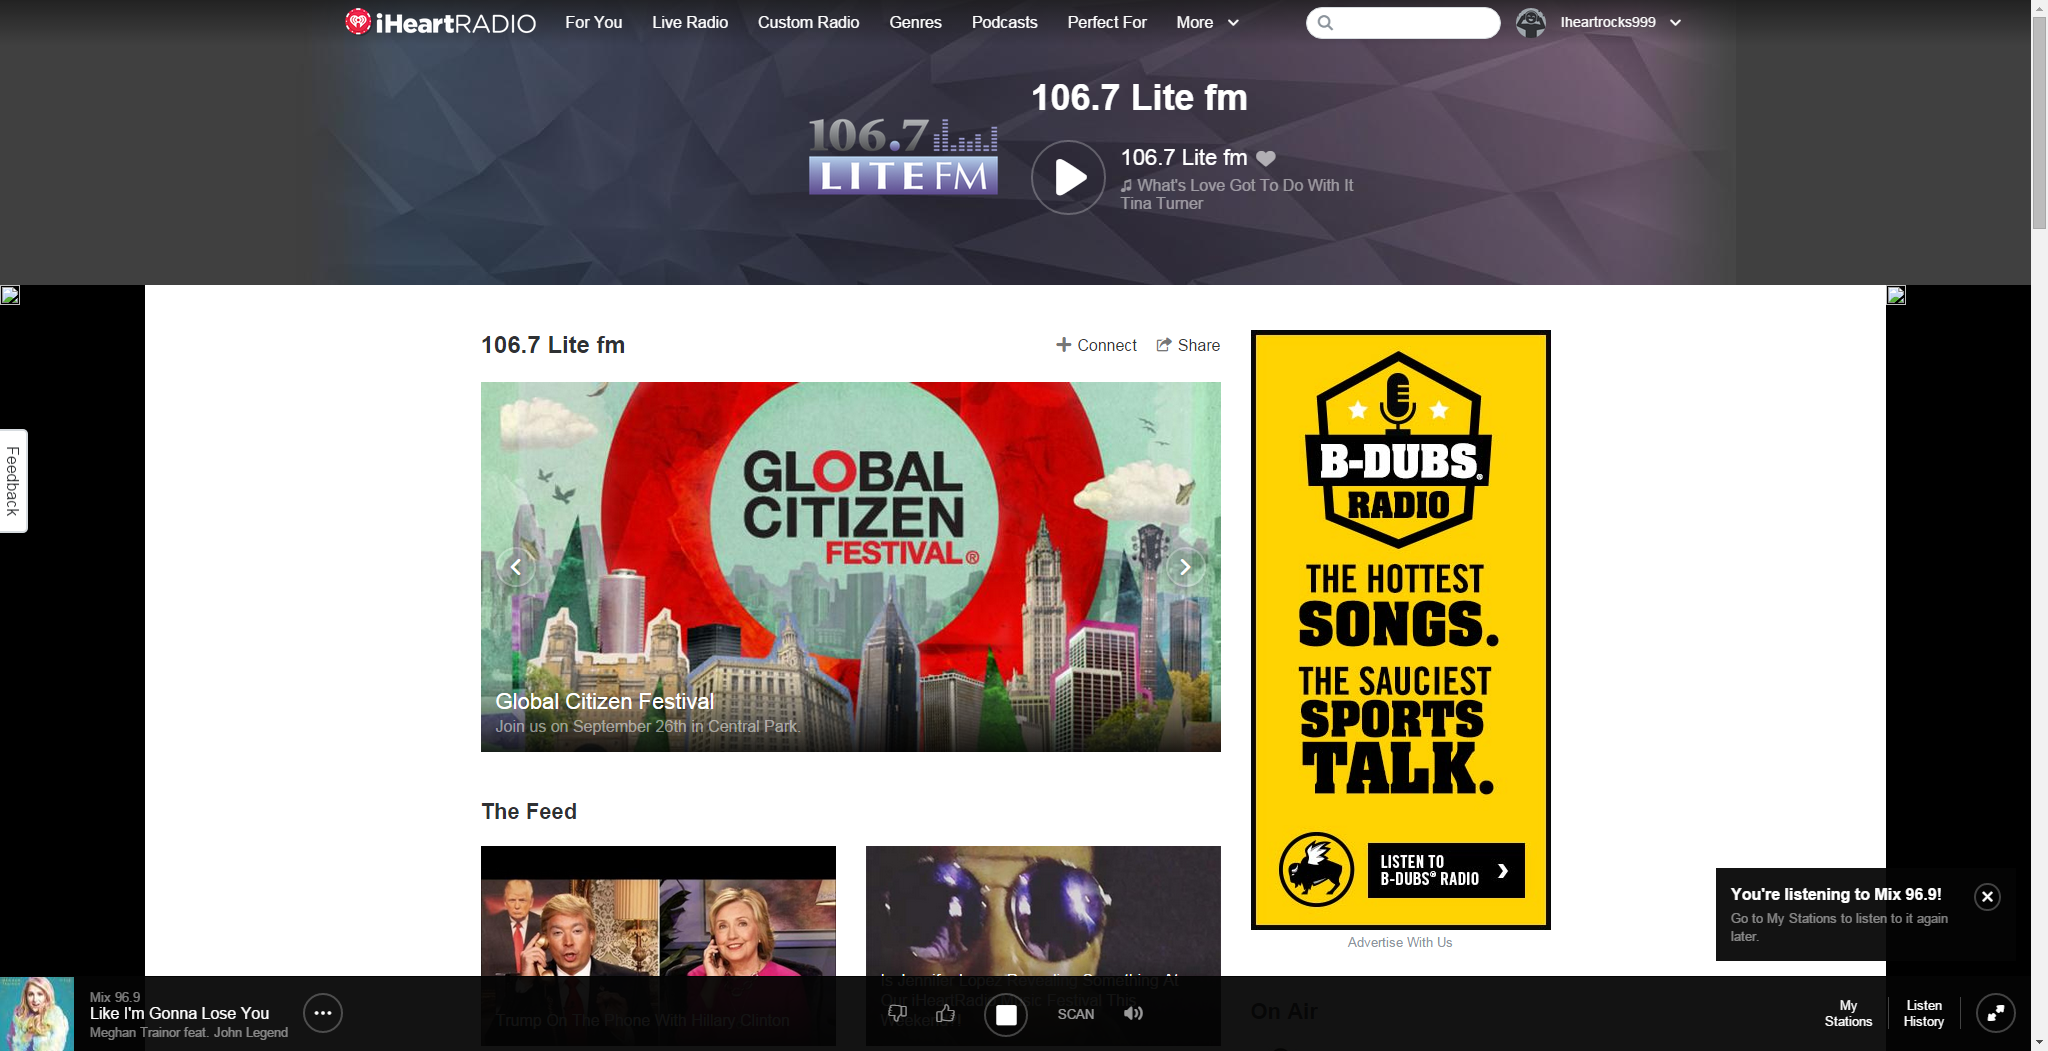 iHeartRADIO
For You
Live Radio
Custom Radio
Genres
Podcasts
Perfect For
More
Iheartrocks999
106.7 Lite fm
106.7
LITE FM
106.7 Lite fm
What's Love Got To Do With It
Tina Turner
Feedback
106.7 Lite fm
Connect
Share
GLOBAL
CITIZEN
FESTIVAL®
Global Citizen Festival
Join us on September 26th in Central Park.
B-DUBS®
RADIO
THE HOTTEST
SONGS.
THE SAUCIEST
SPORTS
TALK.
LISTEN TO
B-DUBS® RADIO
Advertise With Us
The Feed
Trump On The Phone With Hillary Clinton
Is Jennifer Lopez Revealing Something At
Our iHeartRadio Music Festival This
Weekend?!
On Air
You're listening to Mix 96.9!
Go to My Stations to listen to it again
later.
Mix 96.9
Like I'm Gonna Lose You
Meghan Trainor feat. John Legend
SCAN
My
Stations
Listen
History